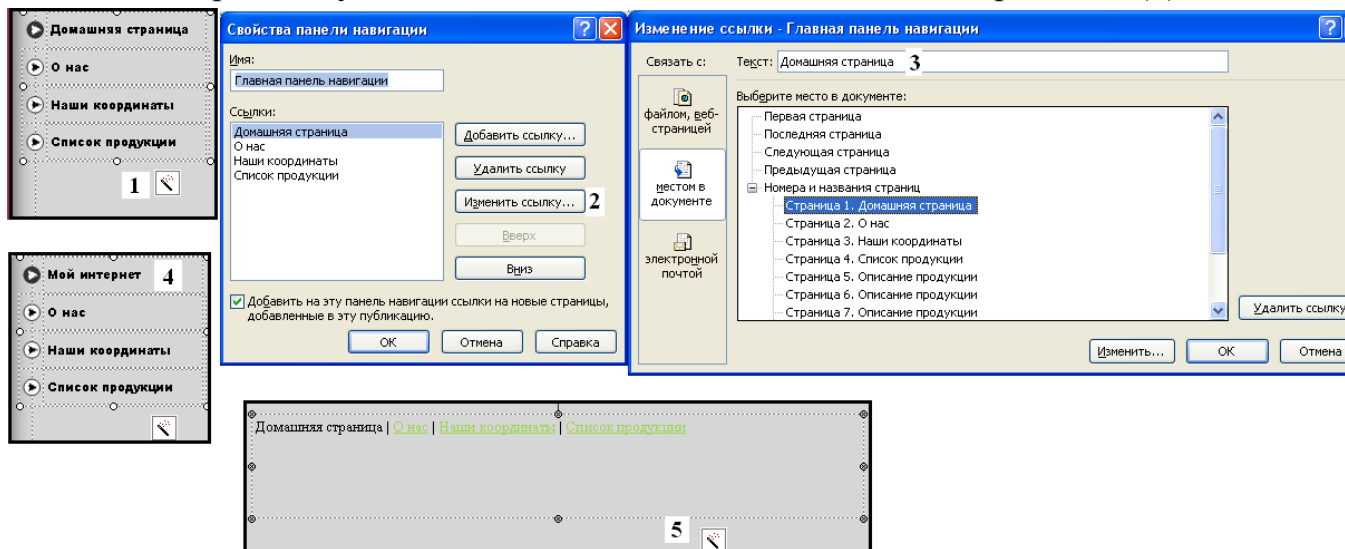 Домашняя страница
О нас
Наши координаты
Список продукции
1
Свойства панели навигации
Имя:
Главная панель навигации
Ссылки:
Домашняя страница
О нас
Наши координаты
Список продукции
Добавить ссылку...
Удалить ссылку
Изменить ссылку... 2
Вверх
Вниз
Добавить на эту панель навигации ссылки на новые страницы,
добавленные в эту публикацию.
ОК Отмена Справка
Изменение ссылки - Главная панель навигации
Связать с:
Текст: Домашняя страница 3
файлом, веб-
страницей
местом в
документе
электронной
почтой
Выберите место в документе:
Первая страница
Последняя страница
Следующая страница
Предыдущая страница
Номера и названия страниц
Страница 1. Домашняя страница
Страница 2. О нас
Страница 3. Наши координаты
Страница 4. Список продукции
Страница 5. Описание продукции
Страница 6. Описание продукции
Страница 7. Описание продукции
Удалить ссылку
Изменить... ОК Отмена
Мой интернет 4
О нас
Наши координаты
Список продукции
Домашняя страница | О нас | Наши координаты | Список продукции
5